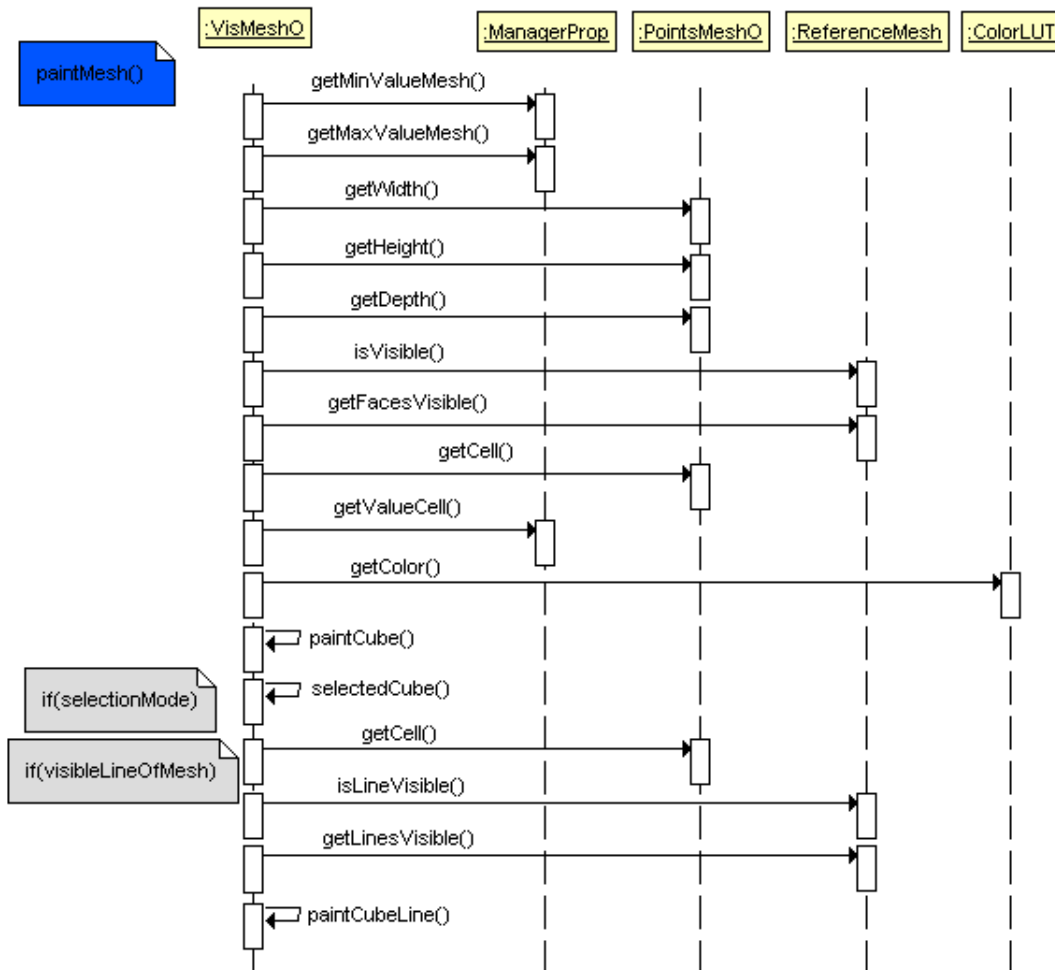 :VisMeshO
:ManagerProp
:PointsMeshO
:ReferenceMesh
:ColorLUT
paintMesh()
getMinValueMesh()
getMaxValueMesh()
getWidth()
getHeight()
getDepth()
isVisible()
getFacesVisible()
getCell()
getValueCell()
getColor()
paintCube()
if(selectionMode)
selectedCube()
getCell()
if(visibleLineOfMesh)
isLineVisible()
getLinesVisible()
paintCubeLine()